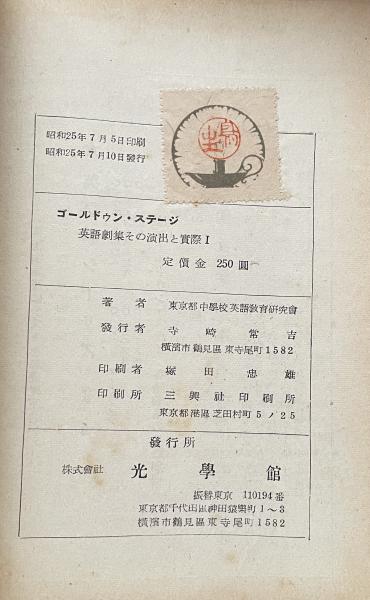 昭和25年7月5日印刷
昭和25年7月10日發行
ゴールドゥン・ステージ
英語劇集その演出と實際 I
定價金 250圓
著者 東京都中學校英語敎育硏究會
發行者 寺崎常吉
橫濱市鶴見區東寺尾町1582
印刷者 塚田忠雄
印刷所 三興社印刷所
東京都港區芝田村町5ノ25
發行所
株式會社 光學館
振替東京 110194番
東京都千代田區神田猿樂町1〜3
橫濱市鶴見區東寺尾町1582